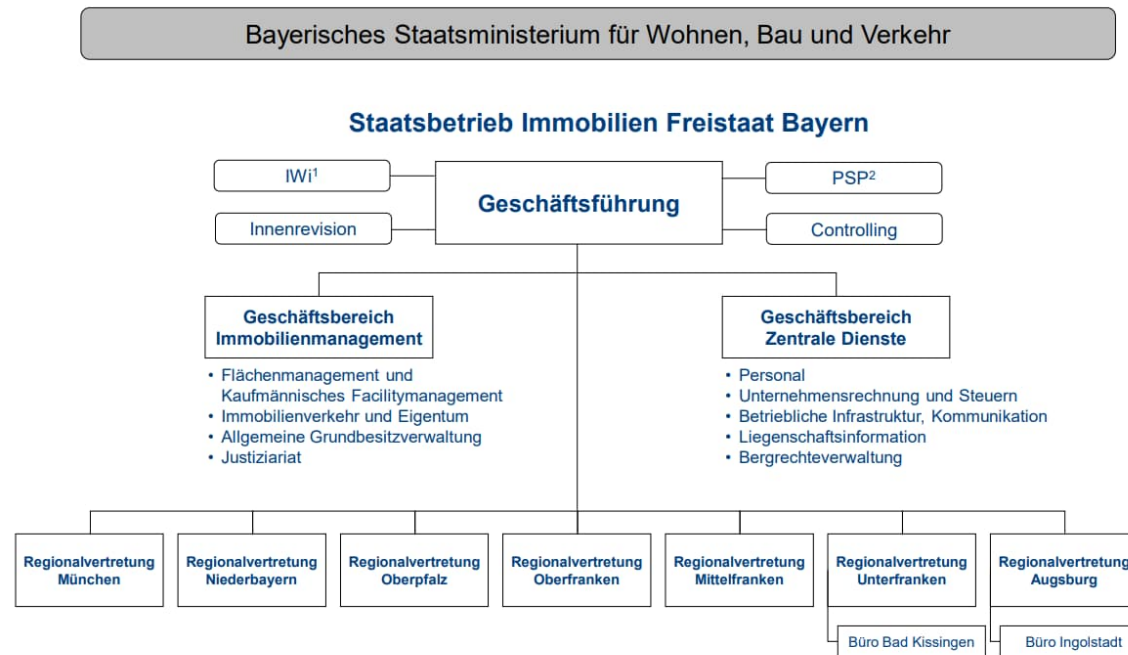 Bayerisches Staatsministerium für Wohnen, Bau und Verkehr
Staatsbetrieb Immobilien Freistaat Bayern
IWi¹
Geschäftsführung
PSP²
Innenrevision
Controlling
Geschäftsbereich
Immobilienmanagement
• Flächenmanagement und
Kaufmännisches Facilitymanagement
• Immobilienverkehr und Eigentum
• Allgemeine Grundbesitzverwaltung
• Justiziariat
Geschäftsbereich
Zentrale Dienste
• Personal
• Unternehmensrechnung und Steuern
• Betriebliche Infrastruktur, Kommunikation
• Liegenschaftsinformation
• Bergrechteverwaltung
Regionalvertretung
München
Regionalvertretung
Niederbayern
Regionalvertretung
Oberpfalz
Regionalvertretung
Oberfranken
Regionalvertretung
Mittelfranken
Regionalvertretung
Unterfranken
Regionalvertretung
Augsburg
Büro Bad Kissingen
Büro Ingolstadt